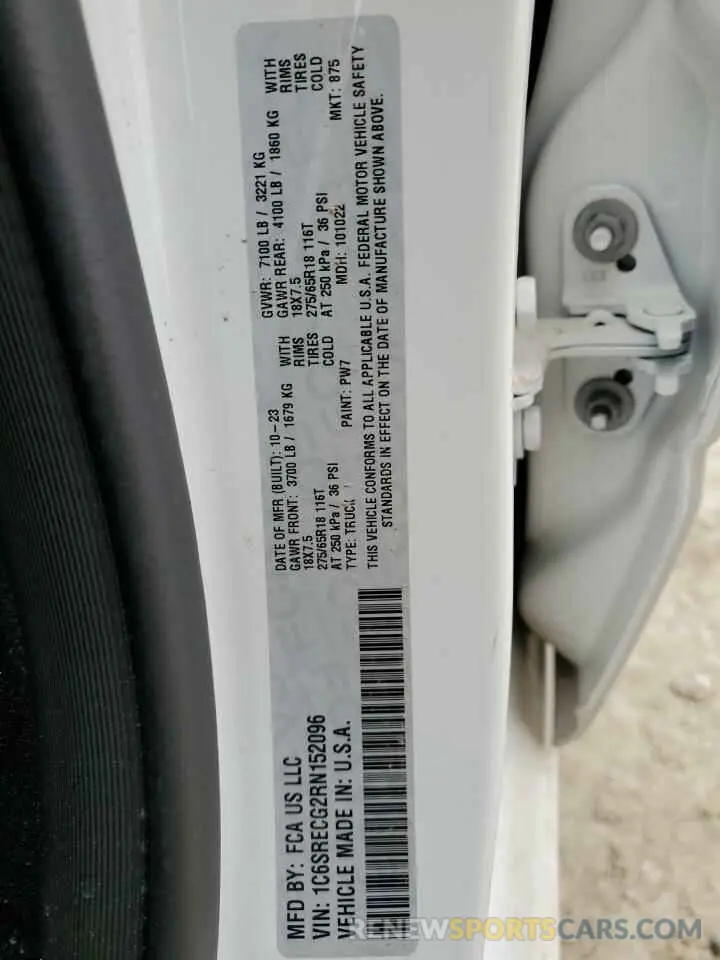 MFD BY: FCA US LLC
VIN: 1C6SRECG2RN152096
VEHICLE MADE IN: U.S.A.
DATE OF MFR (BUILT): 10-23 GVWR: 7100 LB / 3221 KG
GAWR FRONT: 3700 LB / 1679 KG WITH GAWR REAR: 4100 LB / 1860 KG WITH
18X7.5 RIMS 18X7.5 RIMS
275/65R18 116T TIRES 275/65R18 116T TIRES
AT 250 kPa / 36 PSI COLD AT 250 kPa / 36 PSI COLD
TYPE: TRUCK PAINT: PW7 MDH: 101022 MKT: 875
THIS VEHICLE CONFORMS TO ALL APPLICABLE U.S.A. FEDERAL MOTOR VEHICLE SAFETY
STANDARDS IN EFFECT ON THE DATE OF MANUFACTURE SHOWN ABOVE.
RENEWSPORTSCARS.COM